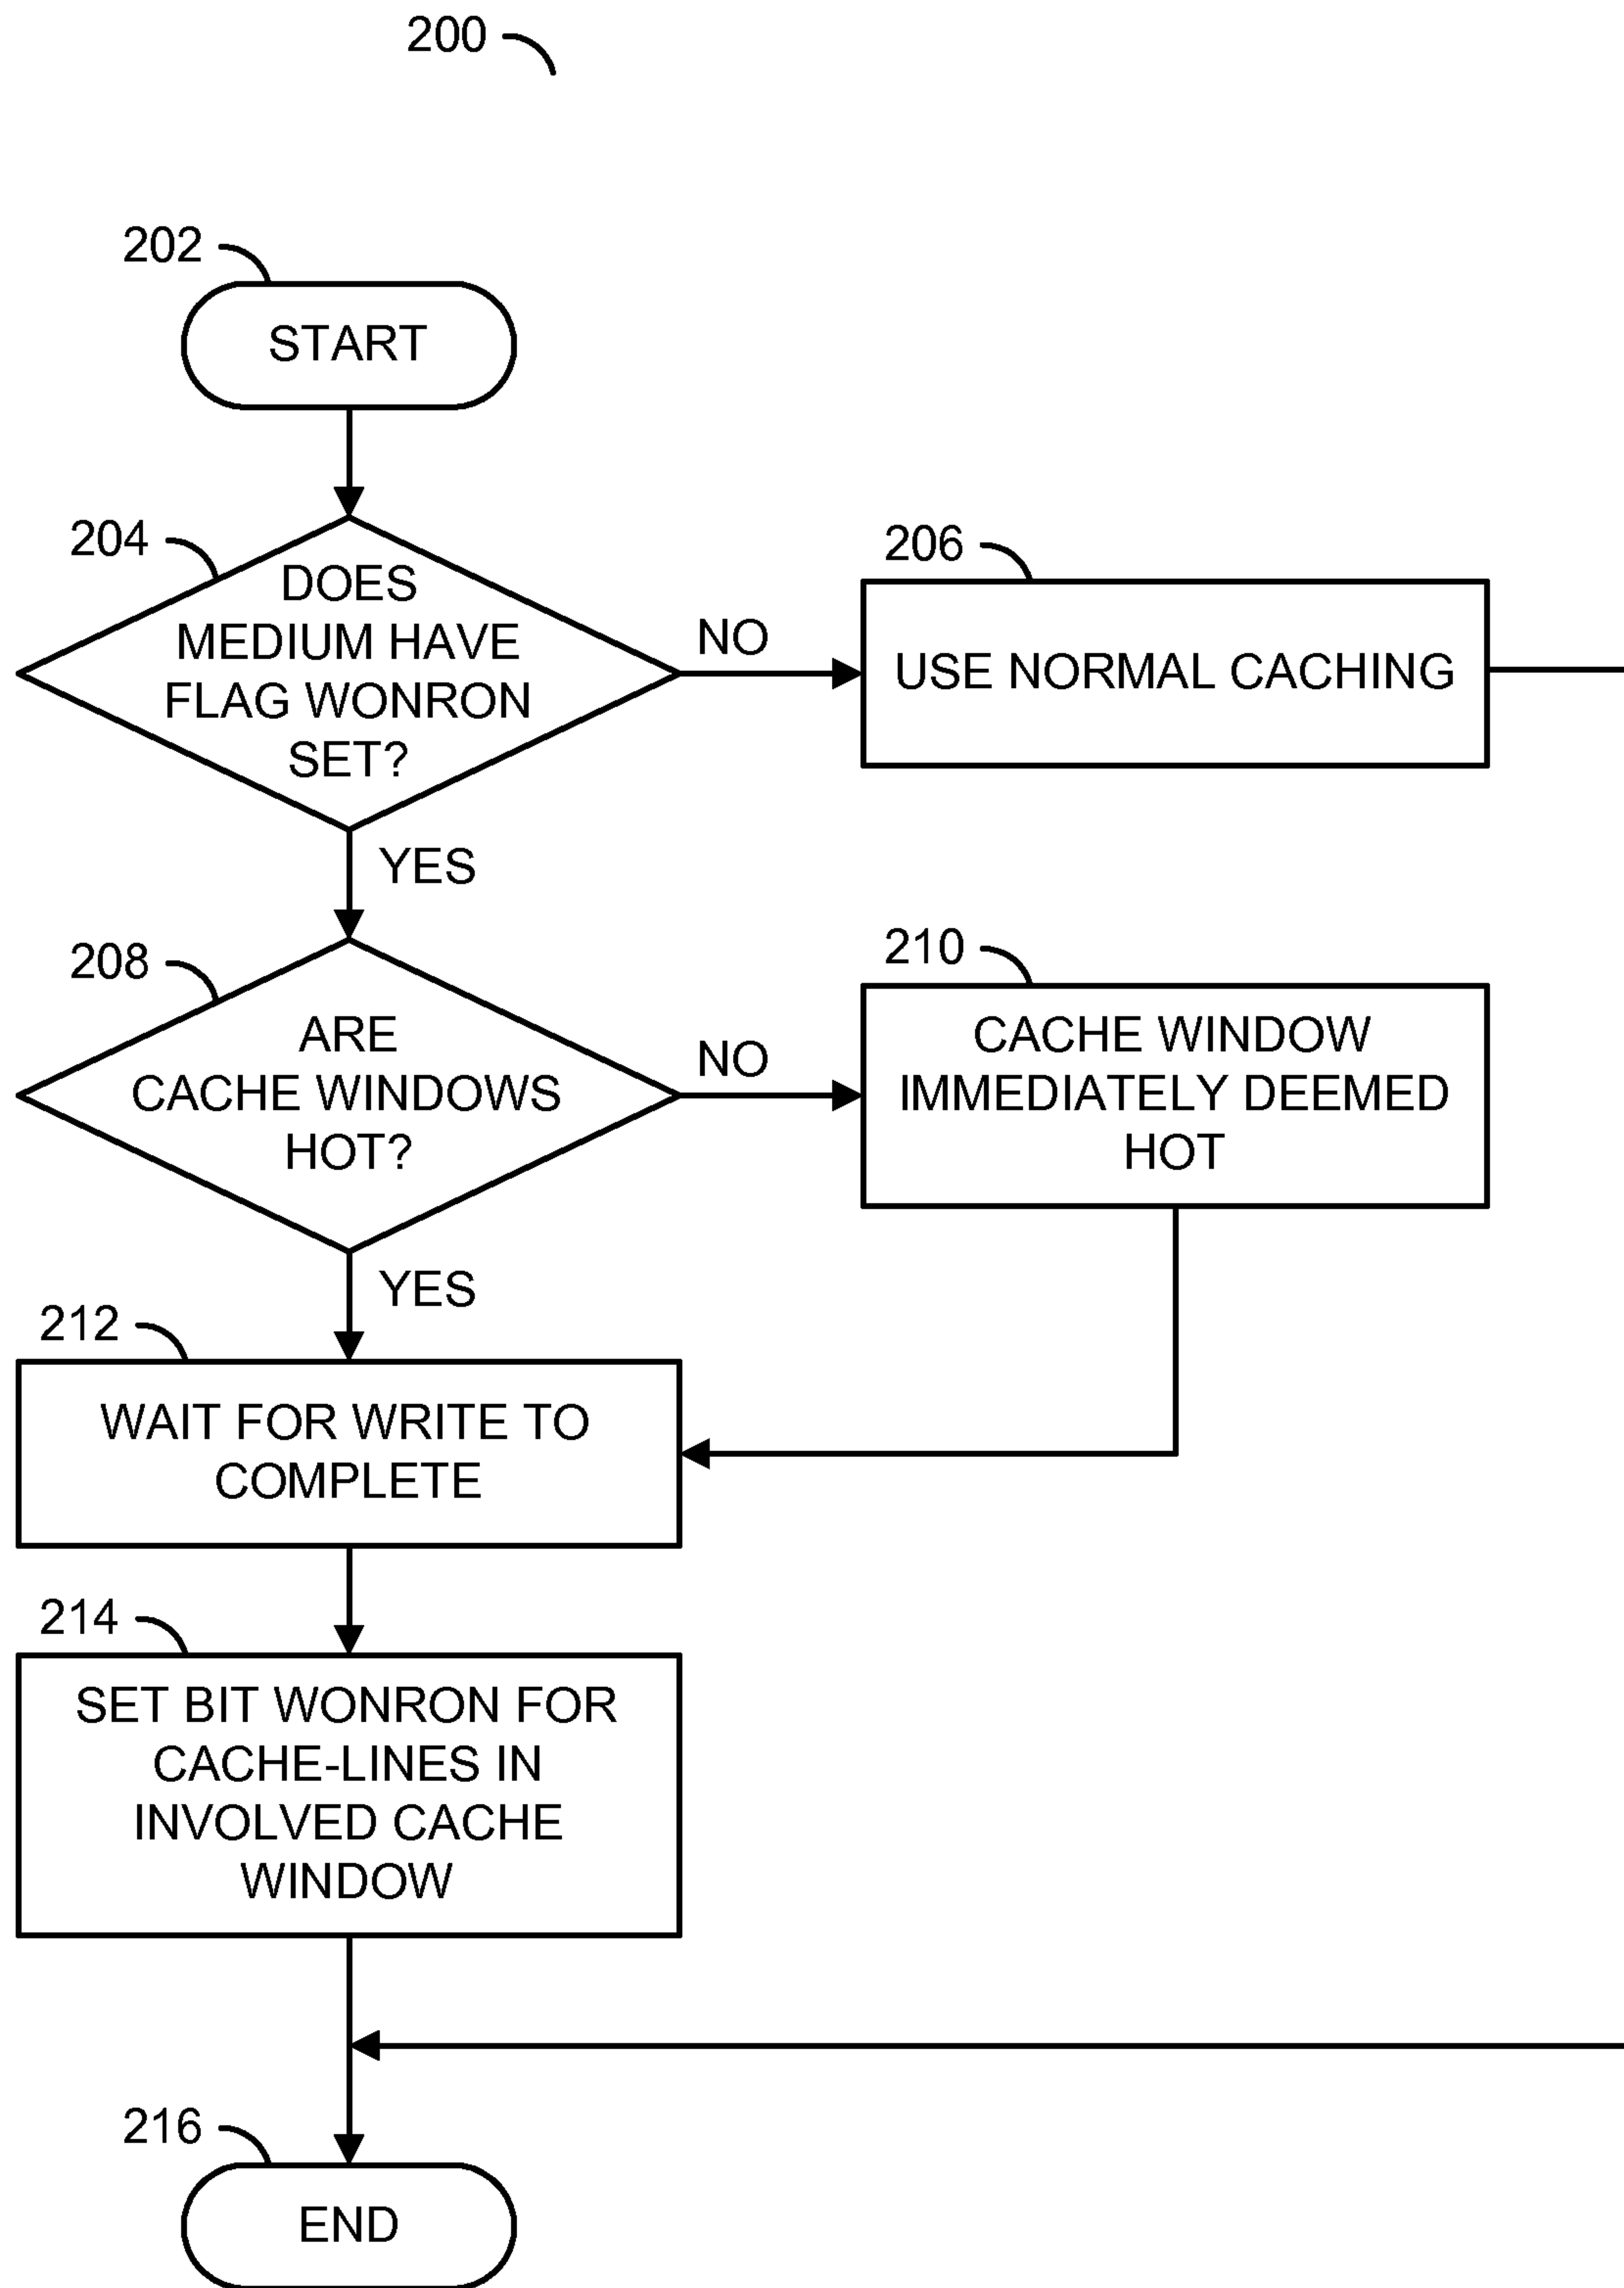 200
202
START
204
DOES
MEDIUM HAVE
FLAG WONRON
SET?
NO
206
USE NORMAL CACHING
YES
208
ARE
CACHE WINDOWS
HOT?
NO
210
CACHE WINDOW
IMMEDIATELY DEEMED
HOT
YES
212
WAIT FOR WRITE TO
COMPLETE
214
SET BIT WONRON FOR
CACHE-LINES IN
INVOLVED CACHE
WINDOW
216
END